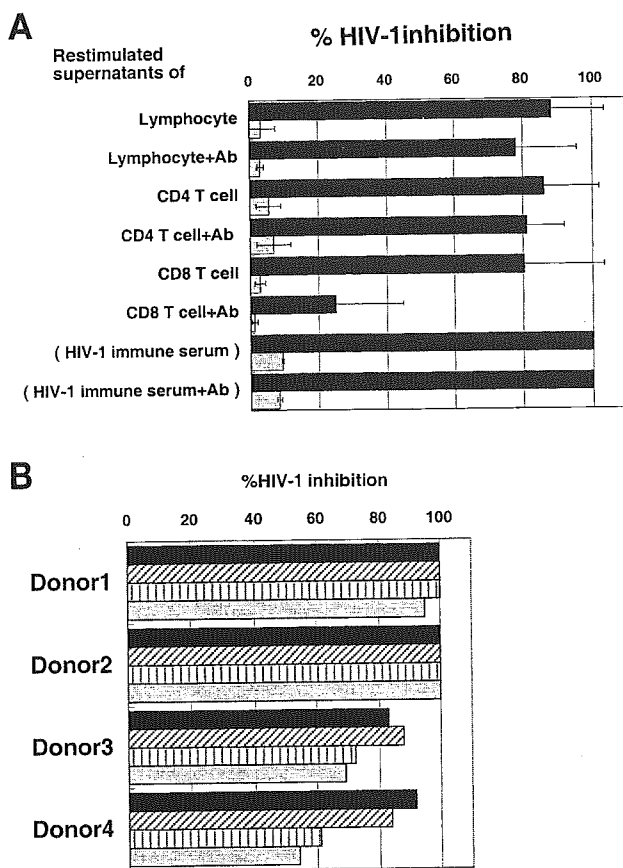 A
% HIV-1inhibition
Restimulated
supernatants of
0 20 40 60 80 100
Lymphocyte
Lymphocyte+Ab
CD4 T cell
CD4 T cell+Ab
CD8 T cell
CD8 T cell+Ab
( HIV-1 immune serum )
( HIV-1 immune serum+Ab )
B
%HIV-1 inhibition
0 20 40 60 80 100
Donor1
Donor2
Donor3
Donor4